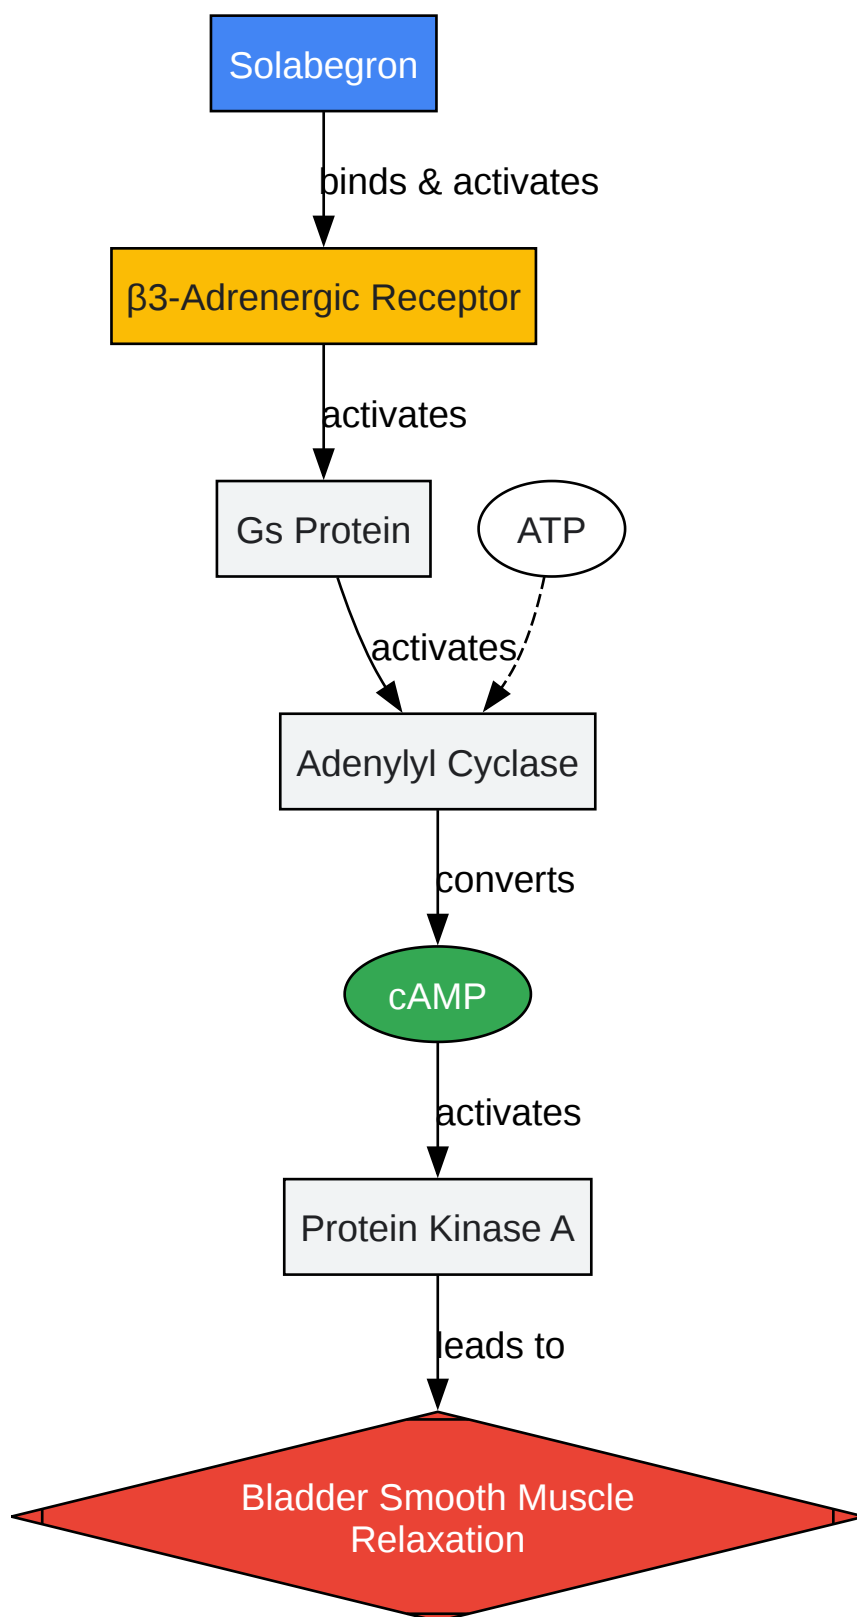 Solabegron
binds & activates
β3-Adrenergic Receptor
activates
Gs Protein
ATP
activates
Adenylyl Cyclase
converts
cAMP
activates
Protein Kinase A
leads to
Bladder Smooth Muscle
Relaxation